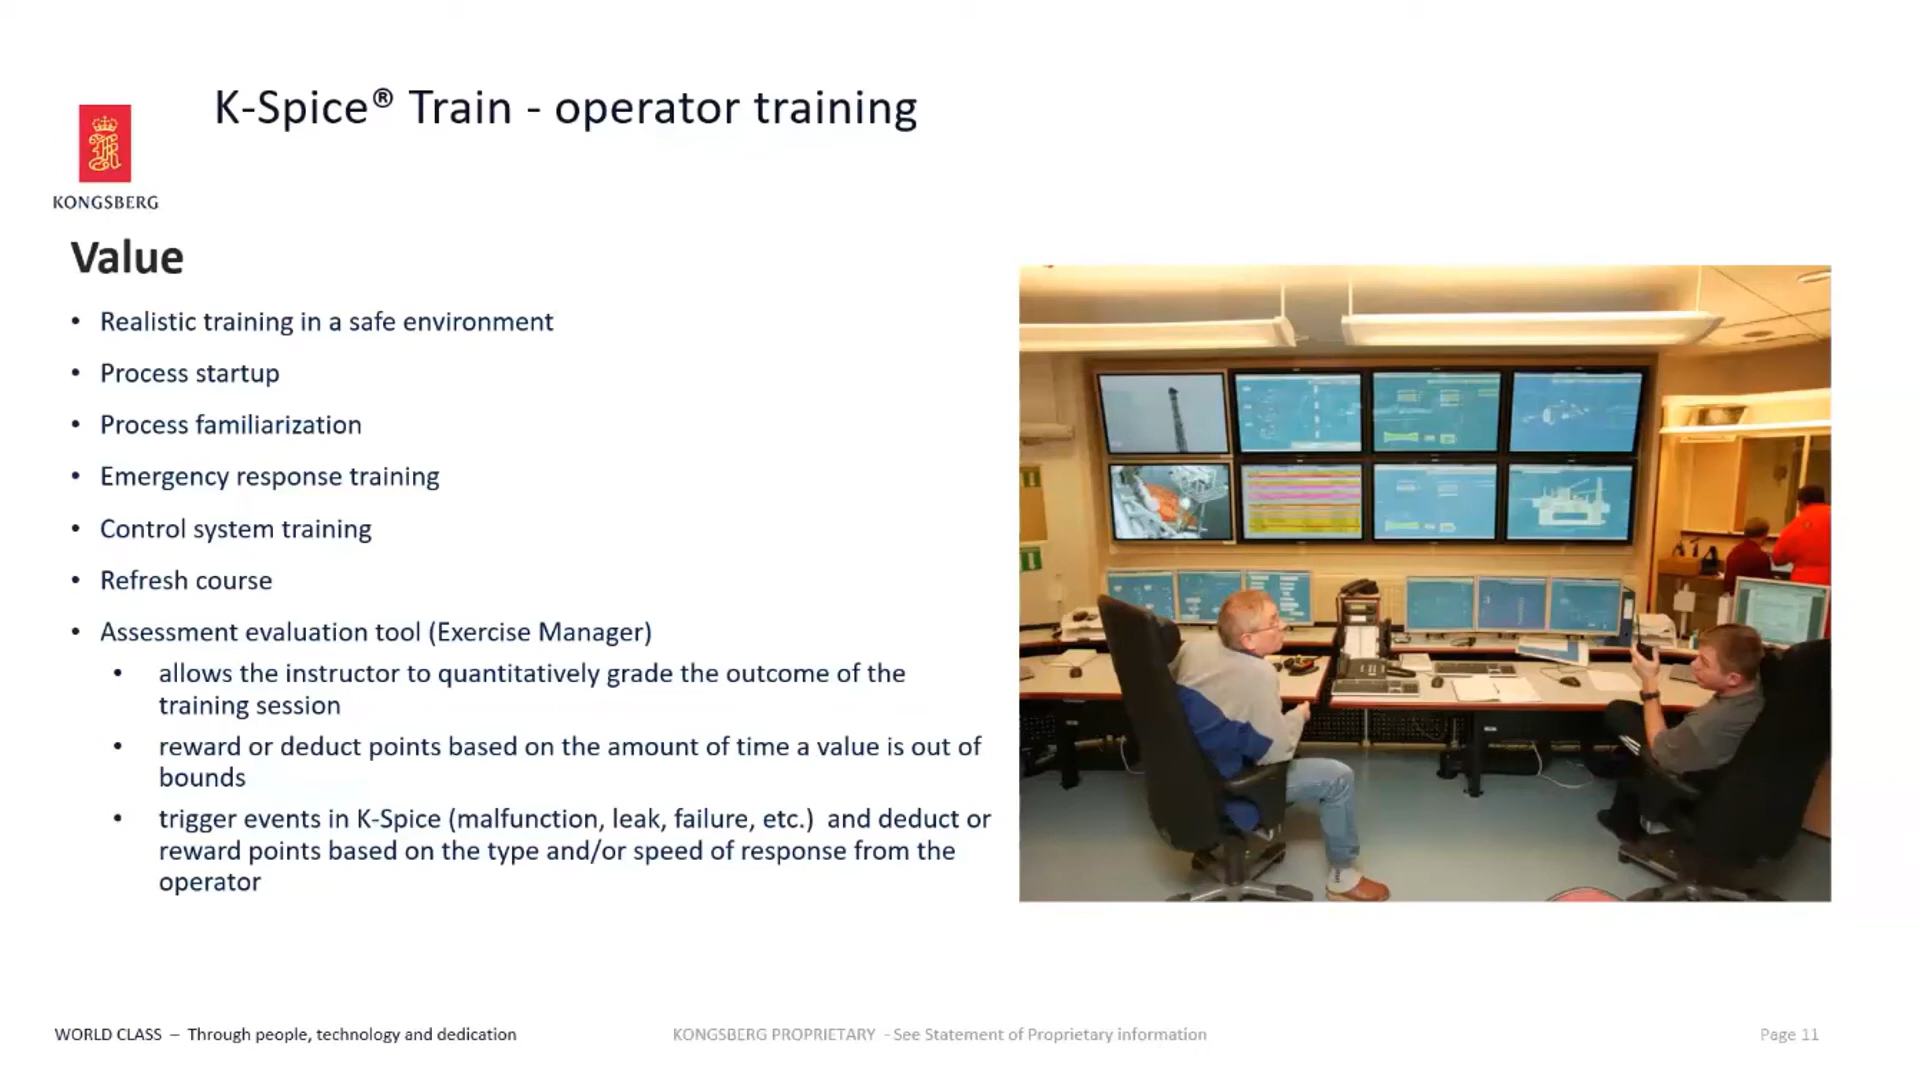 K-Spice® Train - operator training
KONGSBERG
Value
• Realistic training in a safe environment
• Process startup
• Process familiarization
• Emergency response training
• Control system training
• Refresh course
• Assessment evaluation tool (Exercise Manager)
• allows the instructor to quantitatively grade the outcome of the
training session
• reward or deduct points based on the amount of time a value is out of
bounds
• trigger events in K-Spice (malfunction, leak, failure, etc.)  and deduct or
reward points based on the type and/or speed of response from the
operator
WORLD CLASS – Through people, technology and dedication
KONGSBERG PROPRIETARY - See Statement of Proprietary information
Page 11